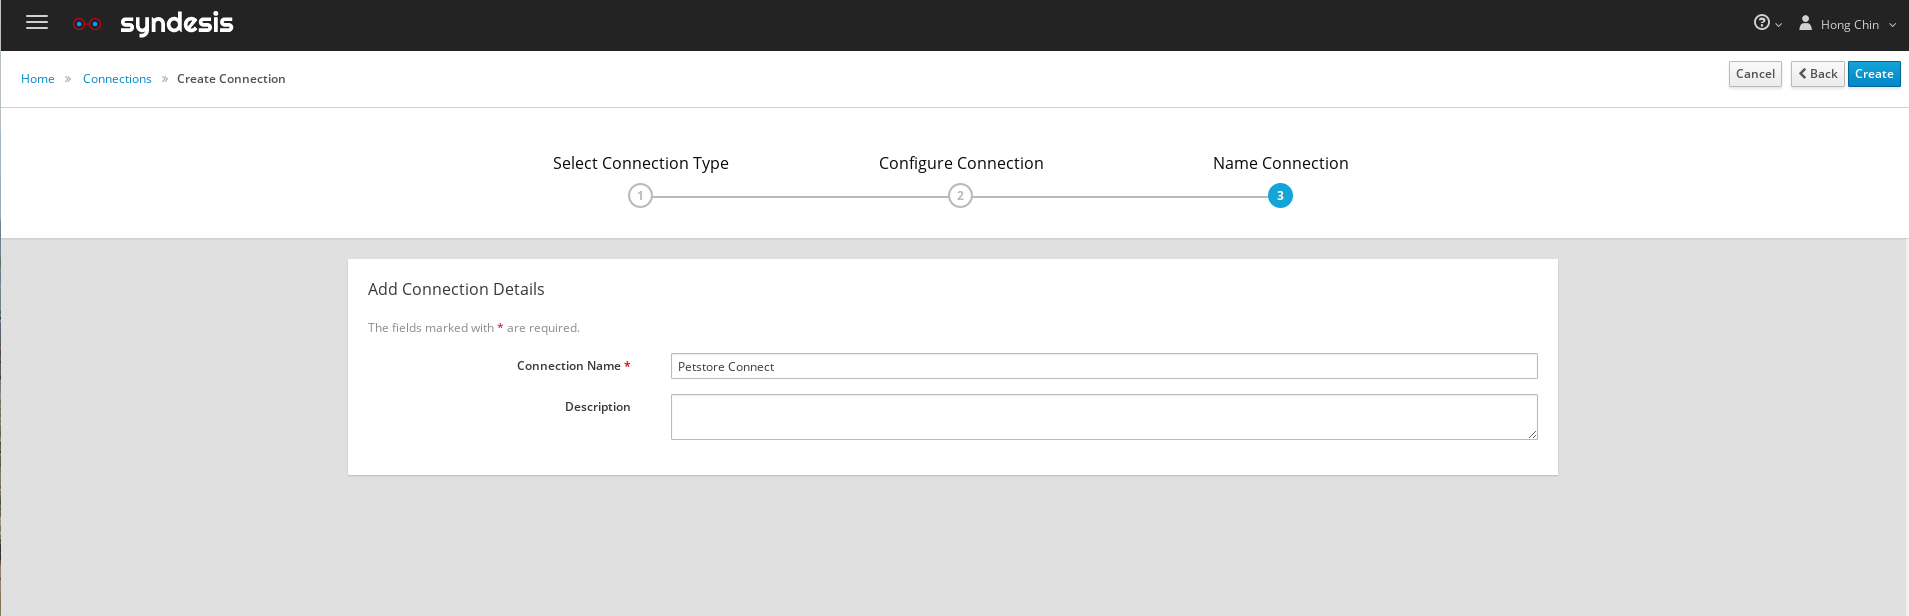 syndesis
Hong Chin
Home » Connections » Create Connection
Cancel
Back
Create
Select Connection Type
Configure Connection
Name Connection
1
2
3
Add Connection Details
The fields marked with * are required.
Connection Name *
Petstore Connect
Description